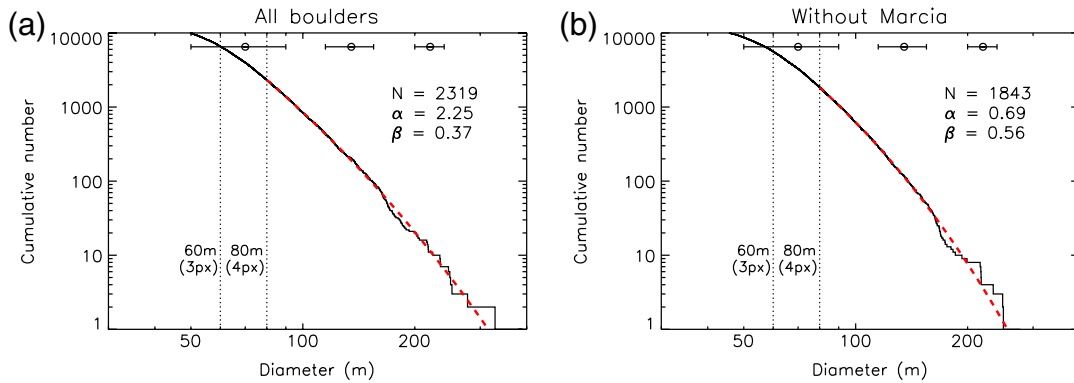 (a)
All boulders
Cumulative number
10000
1000
100
10
1
N = 2319
α = 2.25
β = 0.37
60m 80m
(3px) (4px)
50 100 200
Diameter (m)
(b)
Without Marcia
Cumulative number
10000
1000
100
10
1
N = 1843
α = 0.69
β = 0.56
60m 80m
(3px) (4px)
50 100 200
Diameter (m)